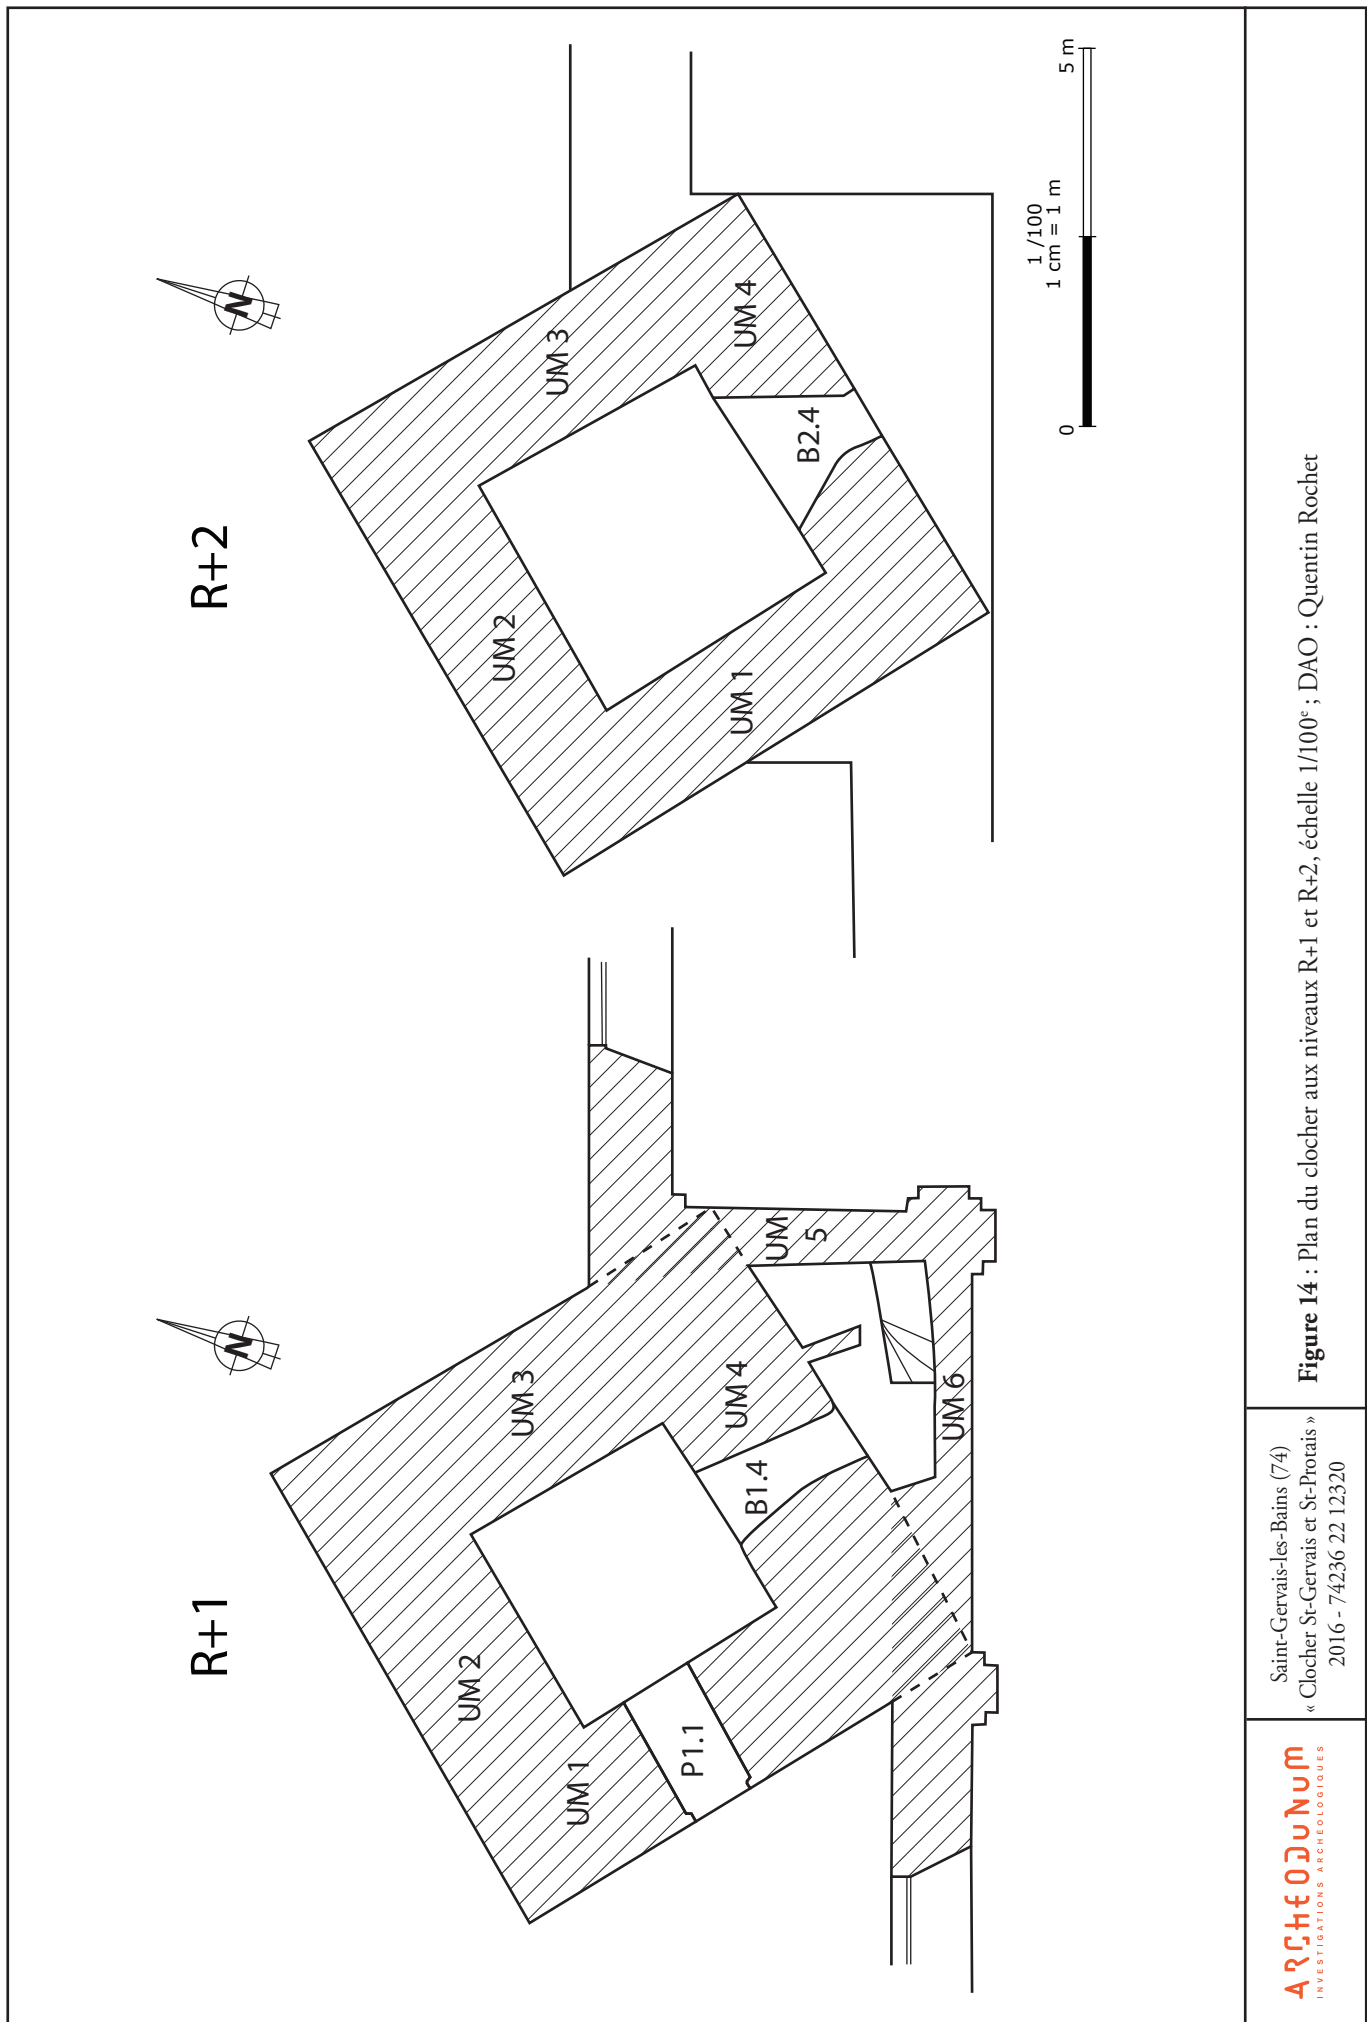 R+1
N
UM 1
UM 2
UM 3
UM 4
UM
5
UM 6
P1.1
B1.4
R+2
N
UM 1
UM 2
UM 3
UM 4
B2.4
1 /100
1 cm = 1 m
0
5 m
ARCHEODUNUM
INVESTIGATIONS ARCHÉOLOGIQUES
Saint-Gervais-les-Bains (74)
« Clocher St-Gervais et St-Protais »
2016 - 74236 22 12320
Figure 14 : Plan du clocher aux niveaux R+1 et R+2, échelle 1/100ᵉ ; DAO : Quentin Rochet